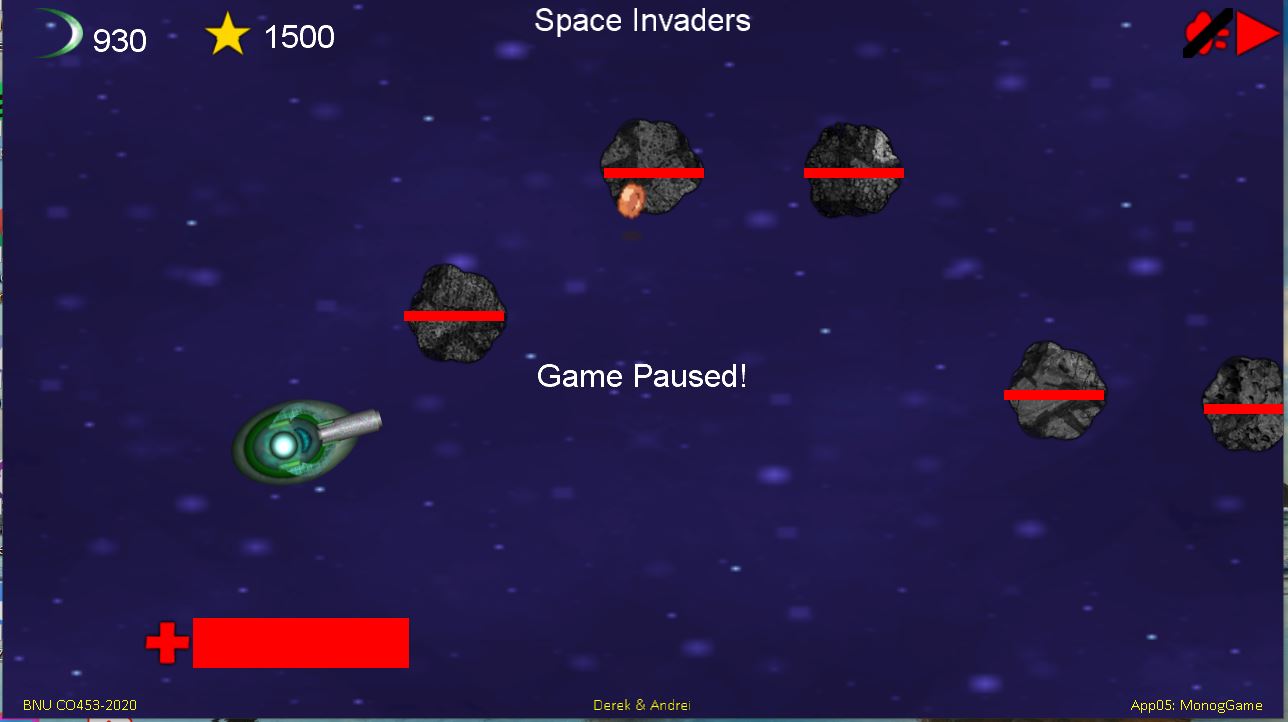 930
1500
Space Invaders
Game Paused!
BNU CO453-2020
Derek & Andrei
App05: MonogGame